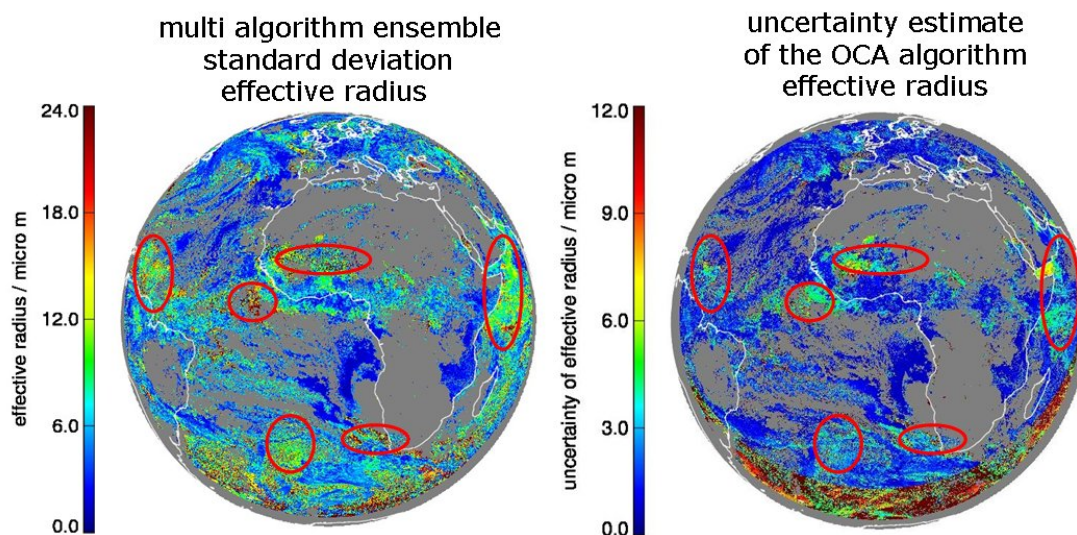 multi algorithm ensemble
standard deviation
effective radius
24.0
18.0
12.0
6.0
0.0
effective radius / micro m
uncertainty estimate
of the OCA algorithm
effective radius
12.0
9.0
6.0
3.0
0.0
uncertainty of effective radius / micro m